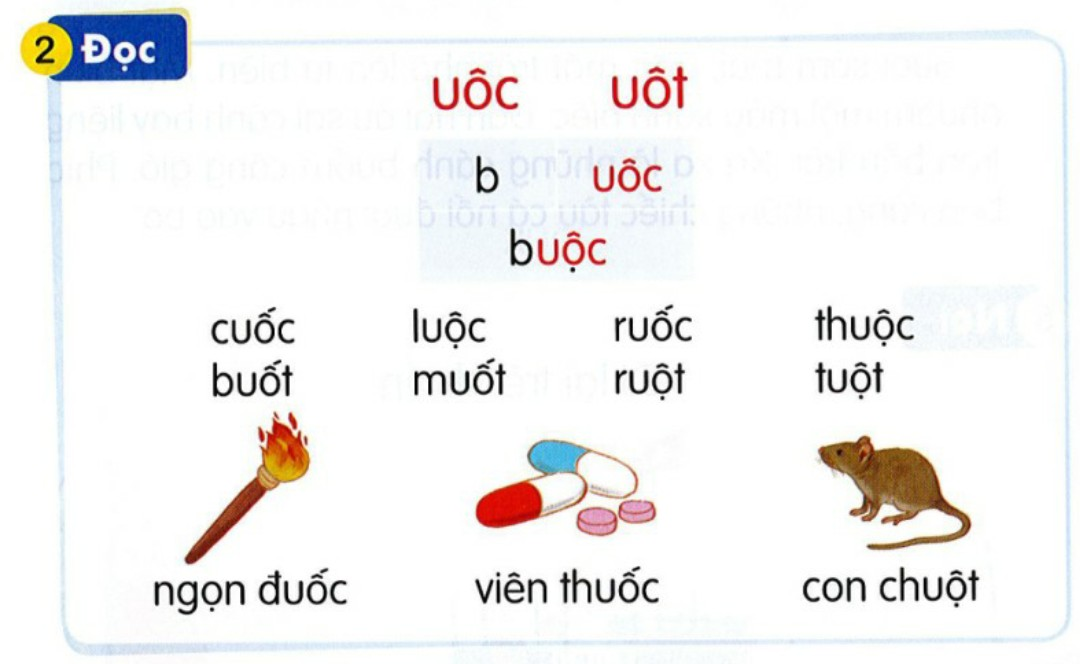 2 Đọc
uôc uôt
b uôc
buộc
cuốc luộc ruốc thuộc
buốt muốt ruột tuột
ngọn đuốc viên thuốc con chuột